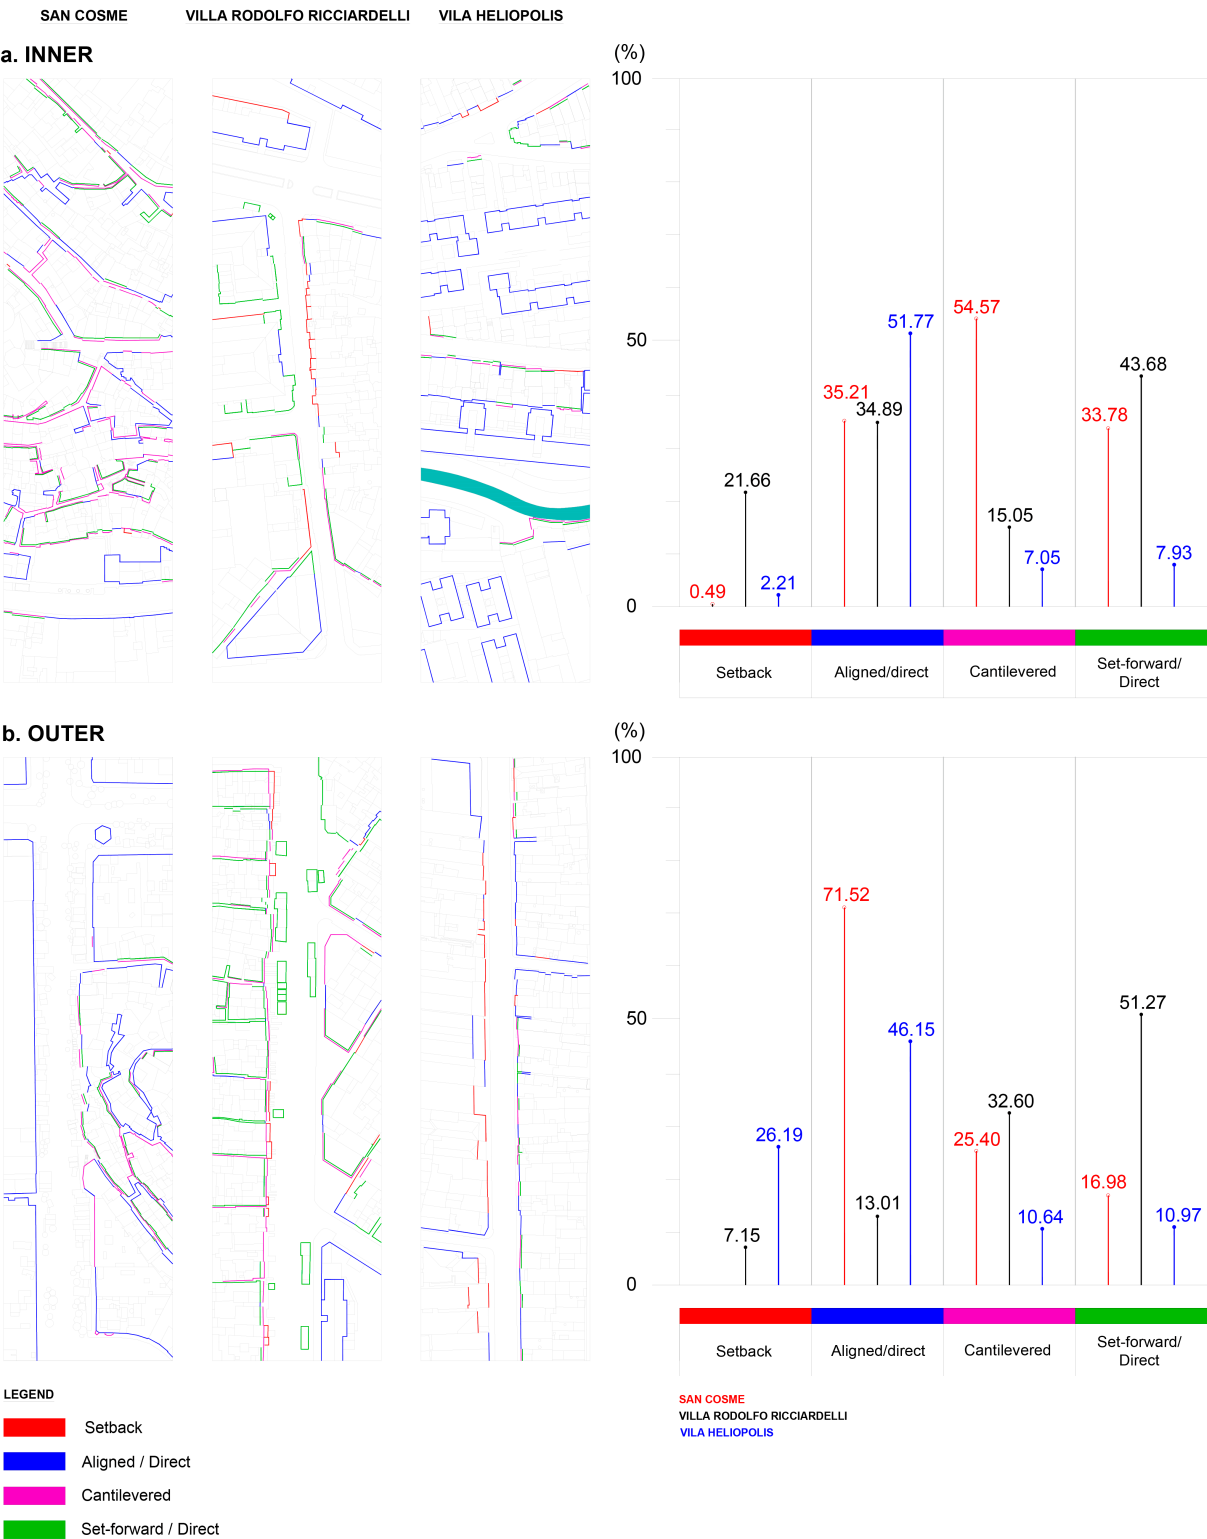 SAN COSME
VILLA RODOLFO RICCIARDELLI
VILA HELIOPOLIS
a. INNER
(%)
100
50
0
0.49
21.66
2.21
35.21
34.89
51.77
54.57
15.05
7.05
33.78
43.68
7.93
Setback
Aligned/direct
Cantilevered
Set-forward/
Direct
b. OUTER
(%)
100
50
0
7.15
26.19
71.52
13.01
46.15
25.40
32.60
10.64
16.98
51.27
10.97
Setback
Aligned/direct
Cantilevered
Set-forward/
Direct
LEGEND
Setback
Aligned / Direct
Cantilevered
Set-forward / Direct
SAN COSME
VILLA RODOLFO RICCIARDELLI
VILA HELIOPOLIS